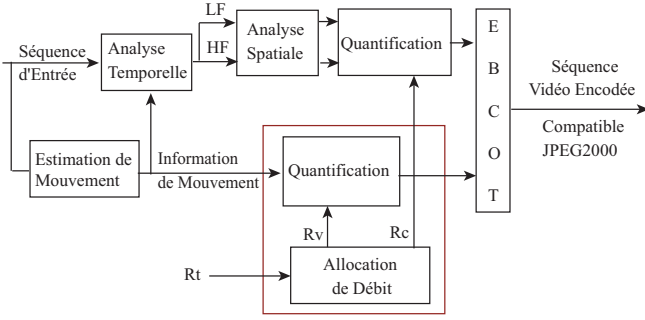 LF
HF
Séquence
d'Entrée
Analyse
Temporelle
Analyse
Spatiale
Quantification
E
B
C
O
T
Séquence
Vidéo Encodée
Compatible
JPEG2000
Estimation de
Mouvement
Information
de Mouvement
Quantification
Rv
Rc
Rt
Allocation
de Débit